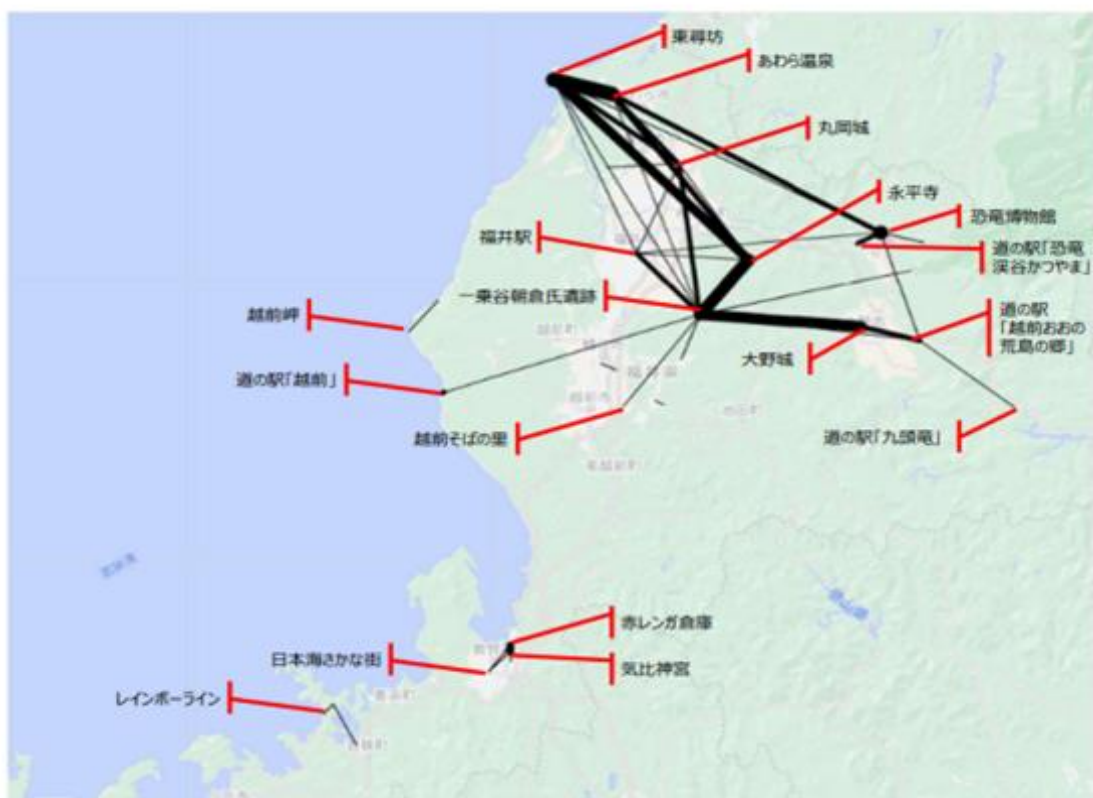 東尋坊
あわら温泉
丸岡城
永平寺
恐竜博物館
福井駅
道の駅「恐竜
渓谷かつやま」
一乗谷朝倉氏遺跡
越前岬
道の駅
「越前おおの
荒島の郷」
大野城
道の駅「越前」
越前そばの里
道の駅「九頭竜」
赤レンガ倉庫
日本海さかな街
気比神宮
レインボーライン